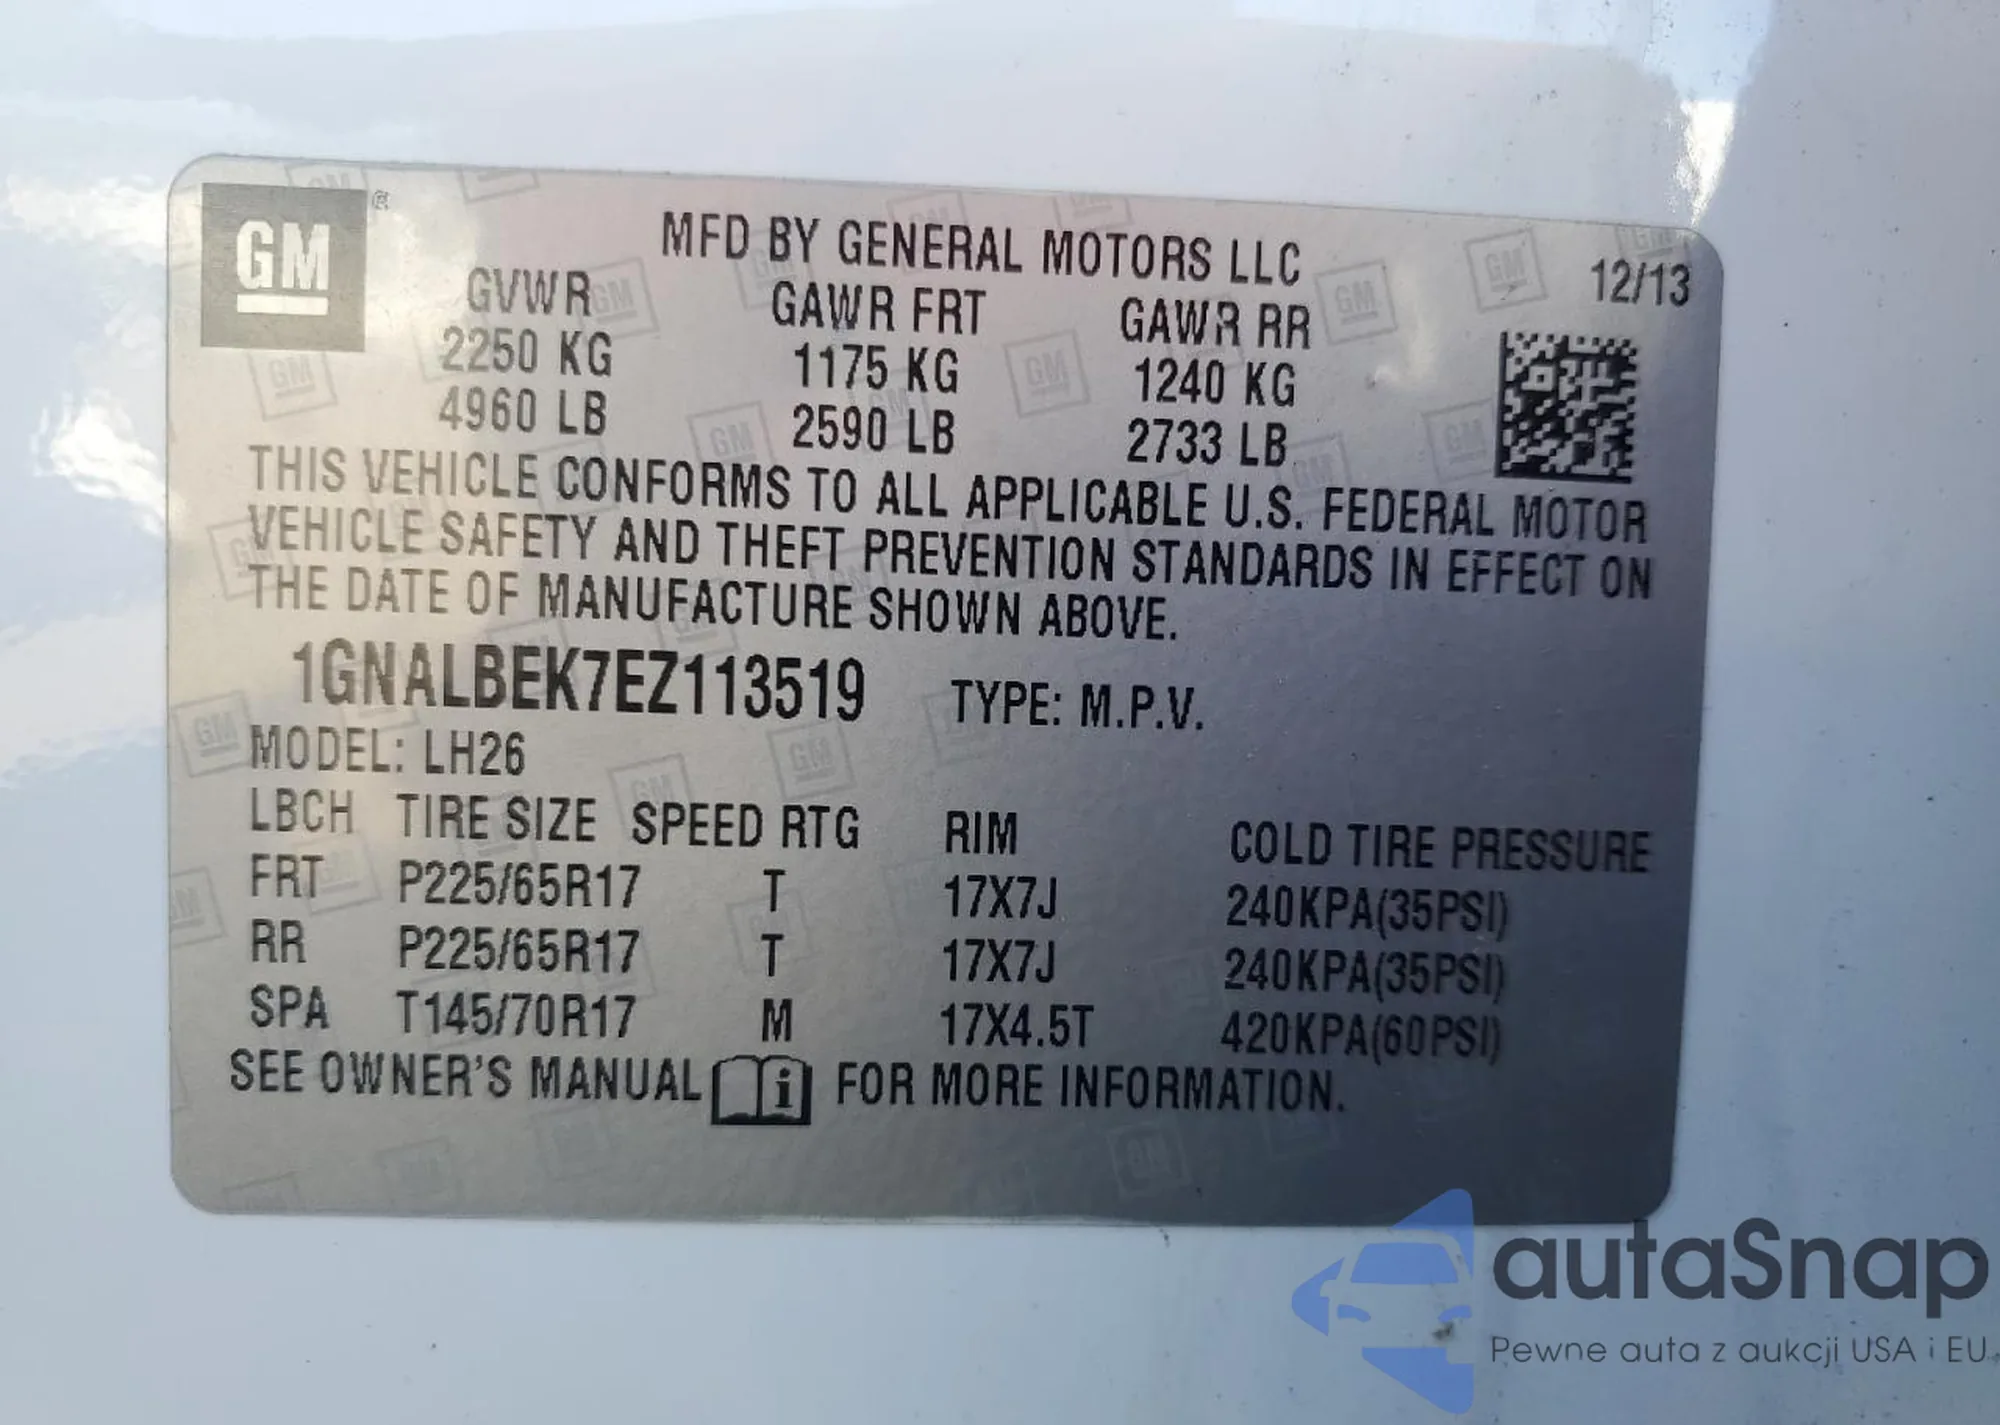 GM ®
MFD BY GENERAL MOTORS LLC
12/13
GVWR GAWR FRT GAWR RR
2250 KG 1175 KG 1240 KG
4960 LB 2590 LB 2733 LB
THIS VEHICLE CONFORMS TO ALL APPLICABLE U.S. FEDERAL MOTOR
VEHICLE SAFETY AND THEFT PREVENTION STANDARDS IN EFFECT ON
THE DATE OF MANUFACTURE SHOWN ABOVE.
1GNALBEK7EZ113519 TYPE: M.P.V.
MODEL: LH26
LBCH TIRE SIZE SPEED RTG RIM COLD TIRE PRESSURE
FRT P225/65R17 T 17X7J 240KPA(35PSI)
RR P225/65R17 T 17X7J 240KPA(35PSI)
SPA T145/70R17 M 17X4.5T 420KPA(60PSI)
SEE OWNER'S MANUAL i FOR MORE INFORMATION.
autaSnap
Pewne auta z aukcji USA i EU